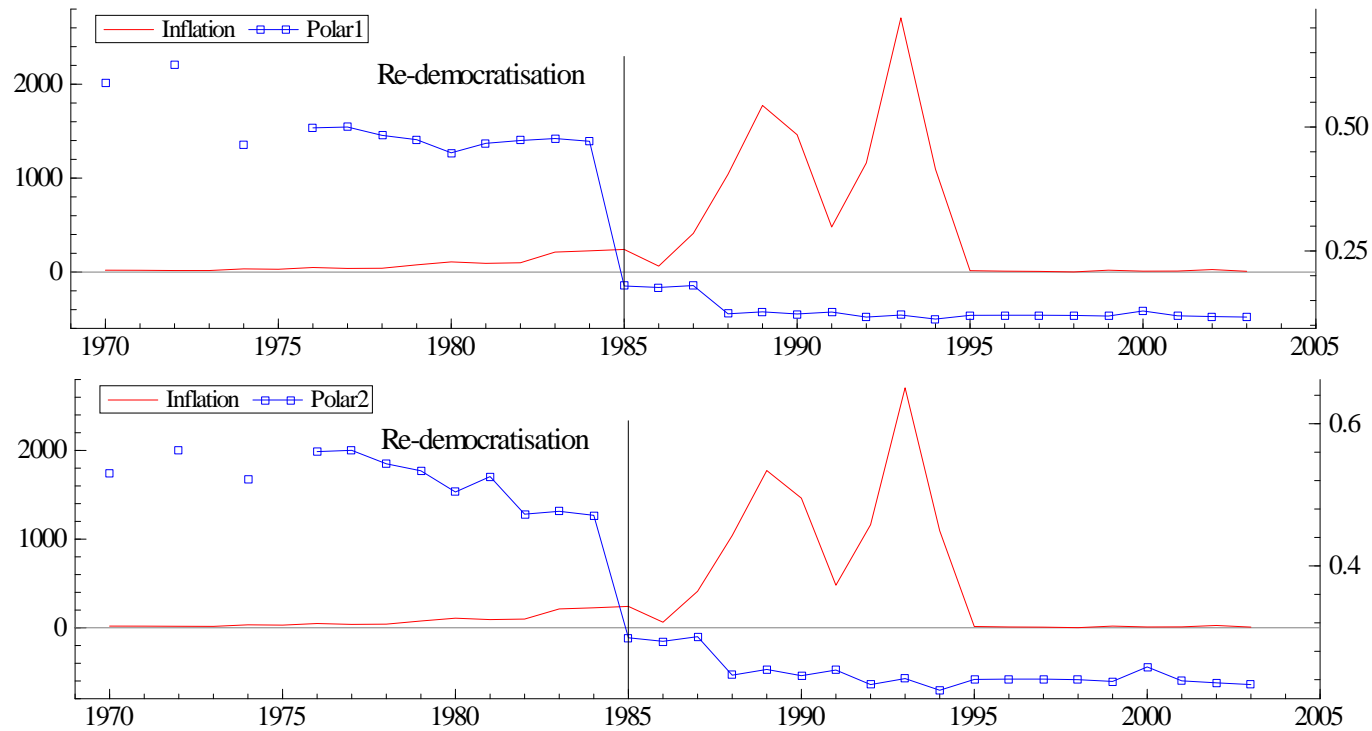 Inflation Polar1
Re-democratisation
2000
1000
0
0.50
0.25
1970 1975 1980 1985 1990 1995 2000 2005
Inflation Polar2
Re-democratisation
2000
1000
0
0.6
0.4
1970 1975 1980 1985 1990 1995 2000 2005